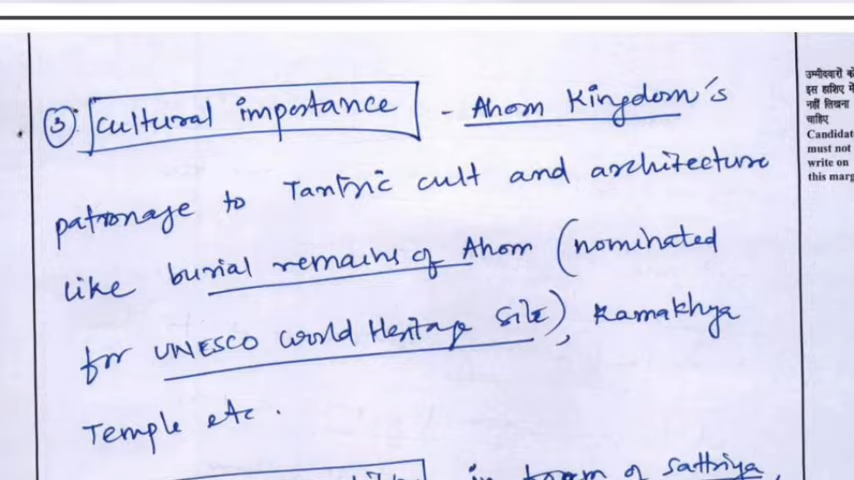 ③ Cultural importance - Ahom Kingdom's
patronage to Tantric cult and architecture
like burial remains of Ahom (nominated
for UNESCO World Heritage Site), Kamakhya
Temple etc.
in form of Sattriya,
उम्मीदवारों को
इस हाशिए में
नहीं लिखना
चाहिए
Candidat
must not
write on
this marg